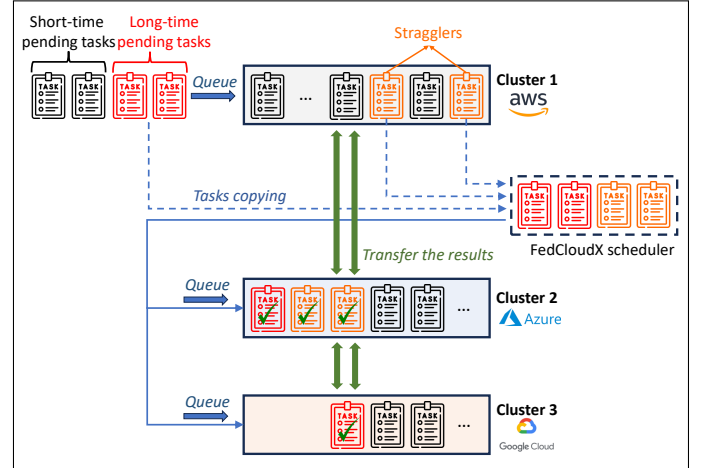 Short-time
pending tasks
Long-time
pending tasks
Stragglers
Queue
TASK
TASK
TASK
TASK
TASK
...
TASK
TASK
TASK
TASK
Cluster 1
aws
Tasks copying
TASK
TASK
TASK
TASK
FedCloudX scheduler
Transfer the results
Queue
TASK
TASK
TASK
TASK
TASK
...
Cluster 2
Azure
Queue
TASK
TASK
TASK
...
Cluster 3
Google Cloud